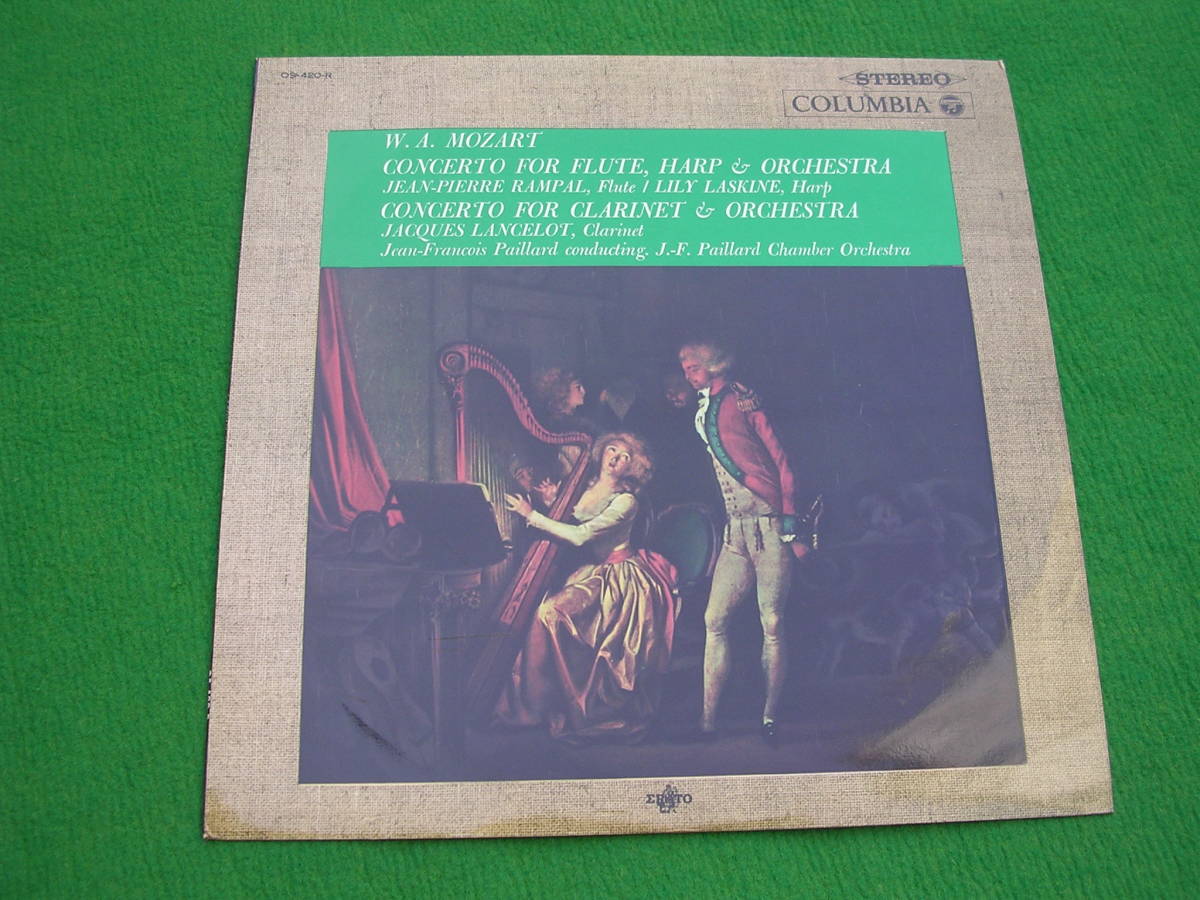 OS-420-R
STEREO
COLUMBIA
W. A. MOZART
CONCERTO FOR FLUTE, HARP & ORCHESTRA
JEAN-PIERRE RAMPAL, Flute / LILY LASKINE, Harp
CONCERTO FOR CLARINET & ORCHESTRA
JACQUES LANCELOT, Clarinet
Jean-Francois Paillard conducting. J.-F. Paillard Chamber Orchestra
ΣRATO